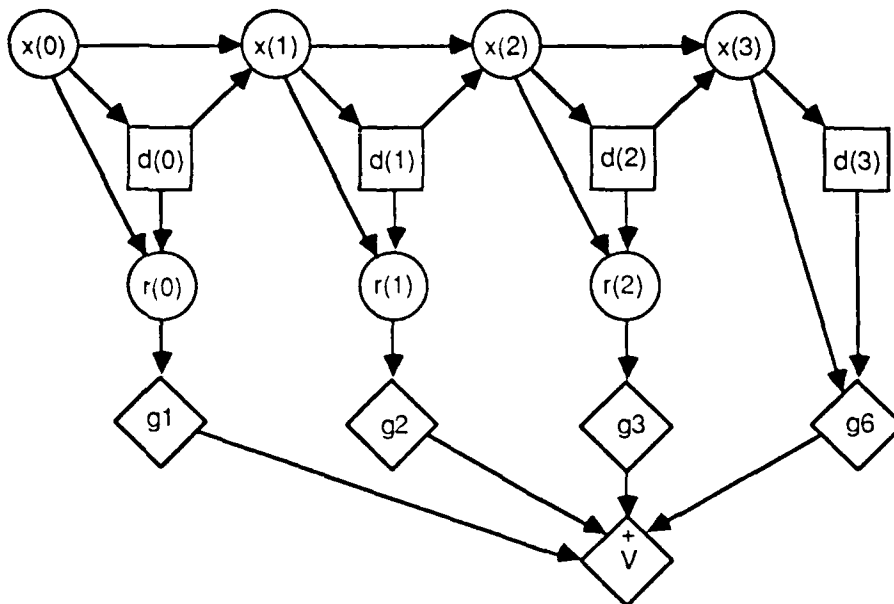 x(0) x(1) x(2) x(3)
d(0) d(1) d(2) d(3)
r(0) r(1) r(2)
g1 g2 g3 g6
+
V